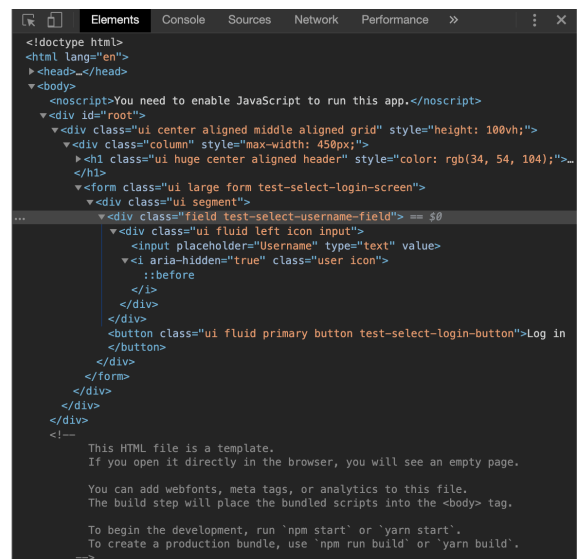 Elements Console Sources Network Performance »
<!doctype html>
<html lang="en">
<head>…</head>
<body>
<noscript>You need to enable JavaScript to run this app.</noscript>
<div id="root">
<div class="ui center aligned middle aligned grid" style="height: 100vh;">
<div class="column" style="max-width: 450px;">
<h1 class="ui huge center aligned header" style="color: rgb(34, 54, 104);">…
</h1>
<form class="ui large form test-select-login-screen">
<div class="ui segment">
… <div class="field test-select-username-field"> == $0
<div class="ui fluid left icon input">
<input placeholder="Username" type="text" value>
<i aria-hidden="true" class="user icon">
::before
</i>
</div>
</div>
<button class="ui fluid primary button test-select-login-button">Log in
</button>
</div>
</form>
</div>
</div>
</div>
<!--
This HTML file is a template.
If you open it directly in the browser, you will see an empty page.
You can add webfonts, meta tags, or analytics to this file.
The build step will place the bundled scripts into the <body> tag.
To begin the development, run `npm start` or `yarn start`.
To create a production bundle, use `npm run build` or `yarn build`.
-->